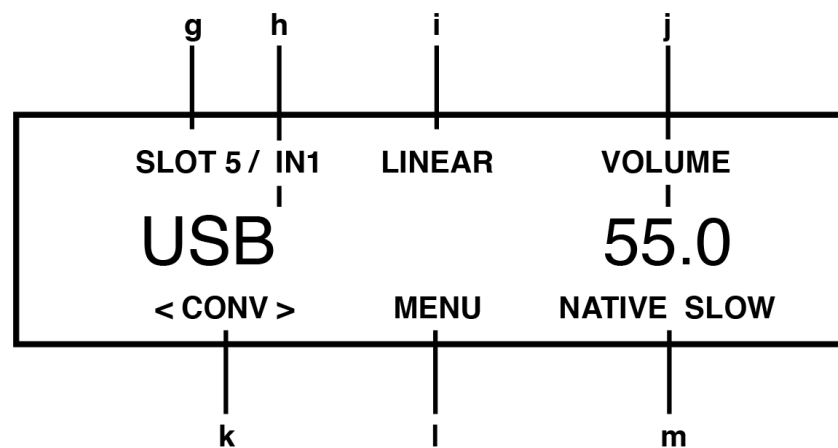 g h i j
SLOT 5 / IN1 LINEAR VOLUME
USB 55.0
< CONV > MENU NATIVE SLOW
k l m